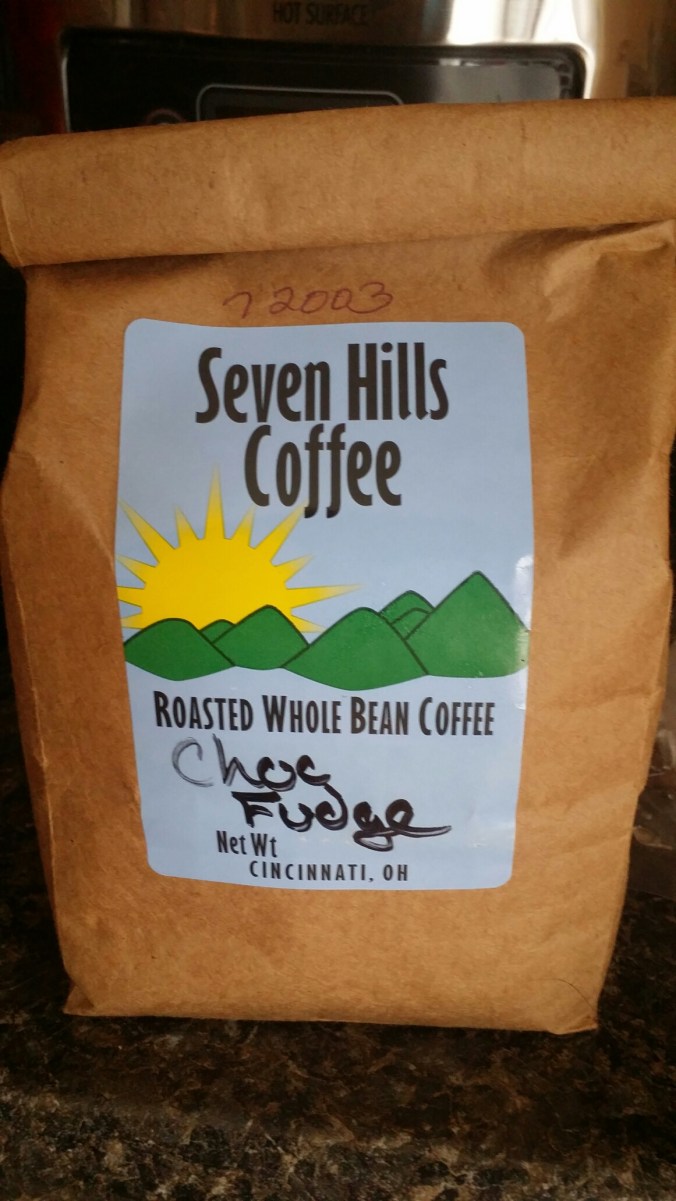 HOT SURFACE
72003
Seven Hills
Coffee
ROASTED WHOLE BEAN COFFEE
Choc
Fudge
Net Wt
CINCINNATI, OH